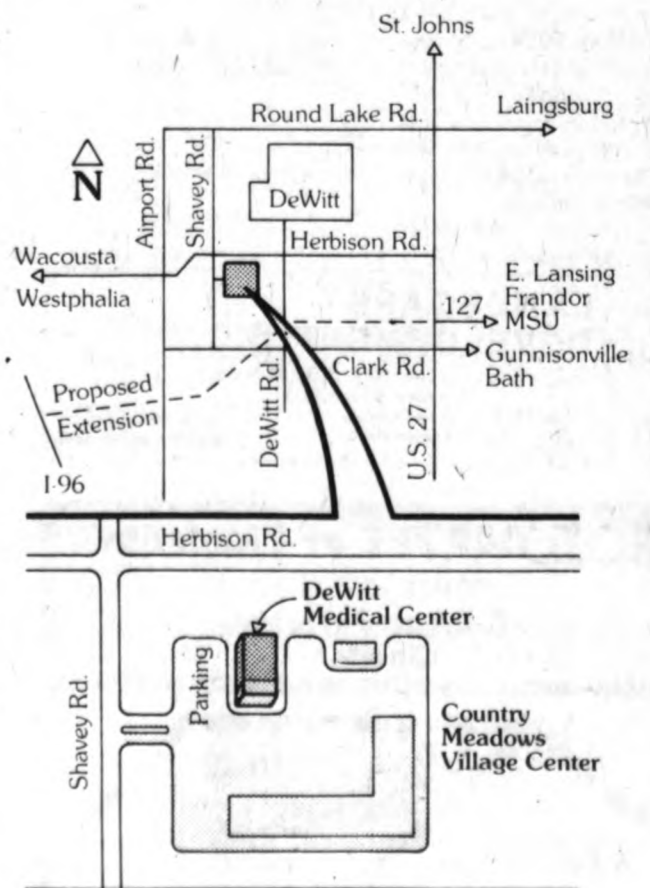 St. Johns
Round Lake Rd.
Laingsburg
N
Airport Rd.
Shavey Rd.
DeWitt
Herbison Rd.
Wacousta
Westphalia
127
E. Lansing
Frandor
MSU
Gunnisonville
Bath
Clark Rd.
Proposed
Extension
DeWitt Rd.
U.S. 27
I-96
Herbison Rd.
DeWitt
Medical Center
Parking
Shavey Rd.
Country
Meadows
Village Center